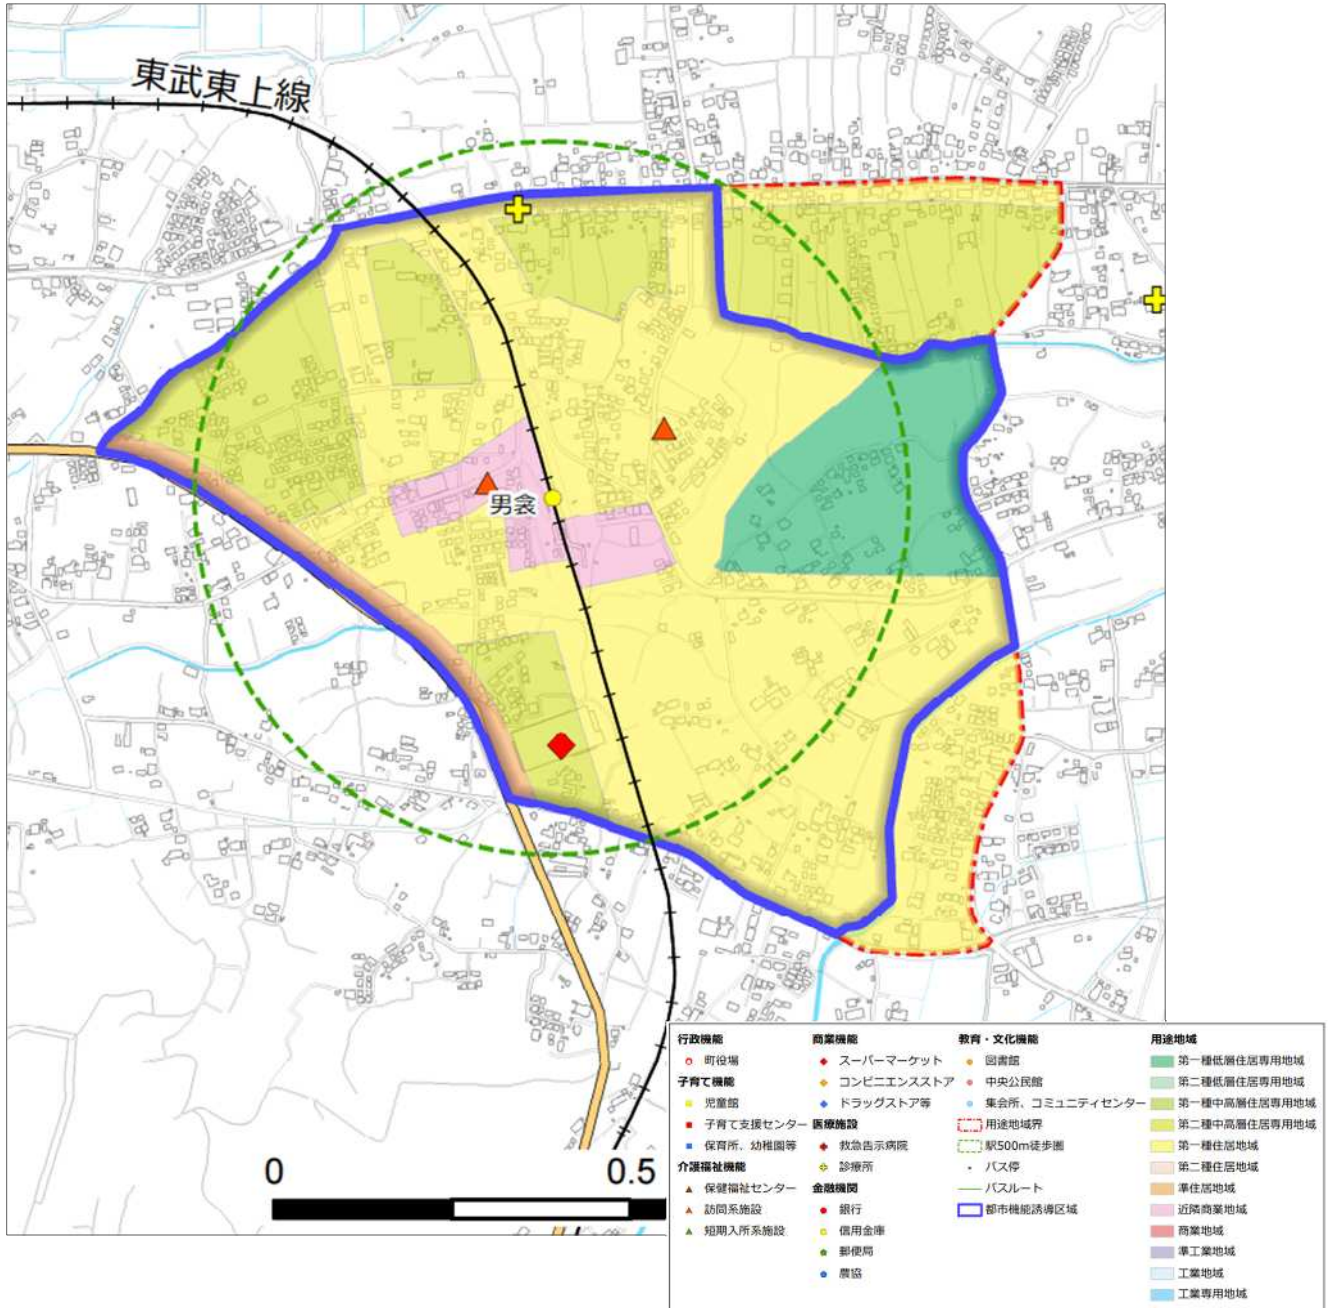 東武東上線
男衾
0
0.5
行政機能
町役場
子育て機能
児童館
子育て支援センター
保育所、幼稚園等
介護福祉機能
保健福祉センター
訪問系施設
短期入所系施設
商業機能
スーパーマーケット
コンビニエンスストア
ドラッグストア等
医療施設
救急告示病院
診療所
金融機関
銀行
信用金庫
郵便局
農協
教育・文化機能
図書館
中央公民館
集会所、コミュニティセンター
用途地域界
駅500m徒歩圏
バス停
バスルート
都市機能誘導区域
用途地域
第一種低層住居専用地域
第二種低層住居専用地域
第一種中高層住居専用地域
第二種中高層住居専用地域
第一種住居地域
第二種住居地域
準住居地域
近隣商業地域
商業地域
準工業地域
工業地域
工業専用地域